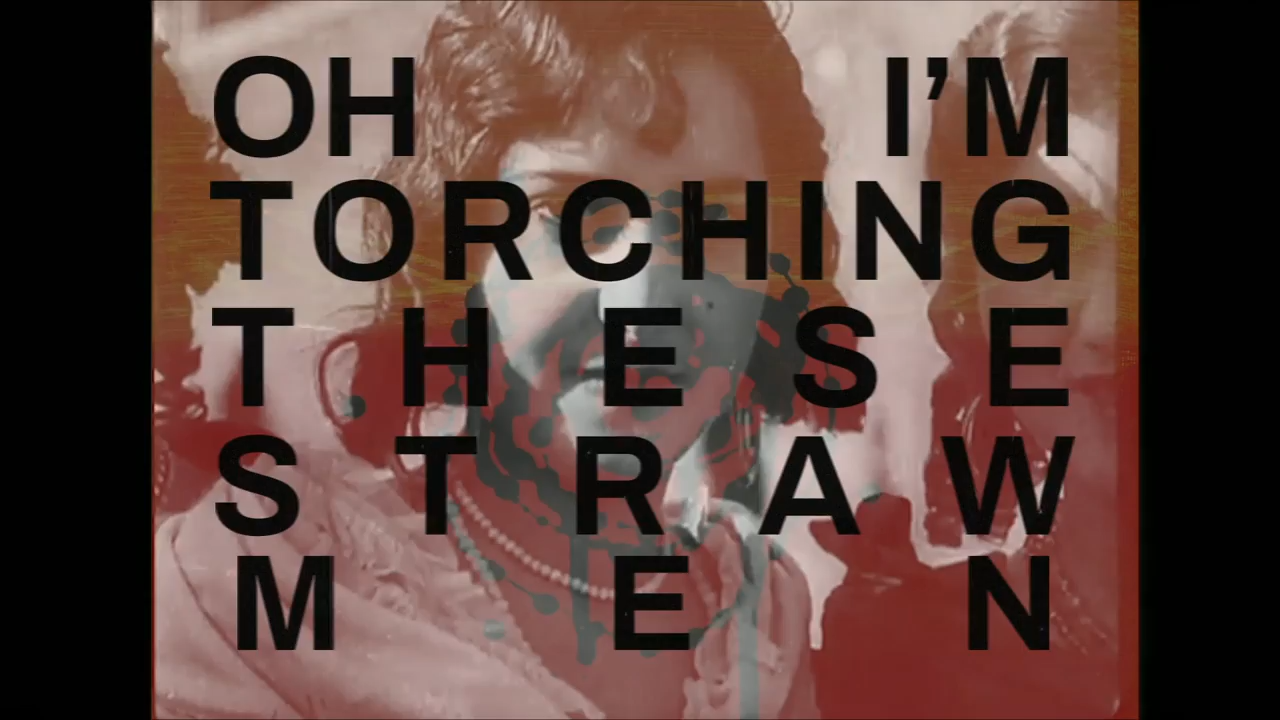 OH I’M
TORCHING
THESE
STRAW
MEN